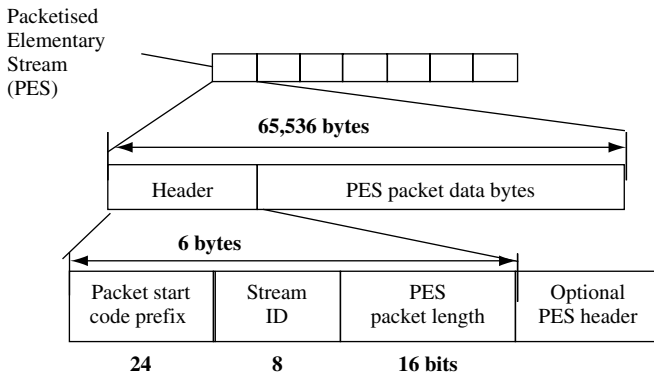 Packetised
Elementary
Stream
(PES)
65,536 bytes
Header
PES packet data bytes
6 bytes
Packet start
code prefix
Stream
ID
PES
packet length
Optional
PES header
24
8
16 bits